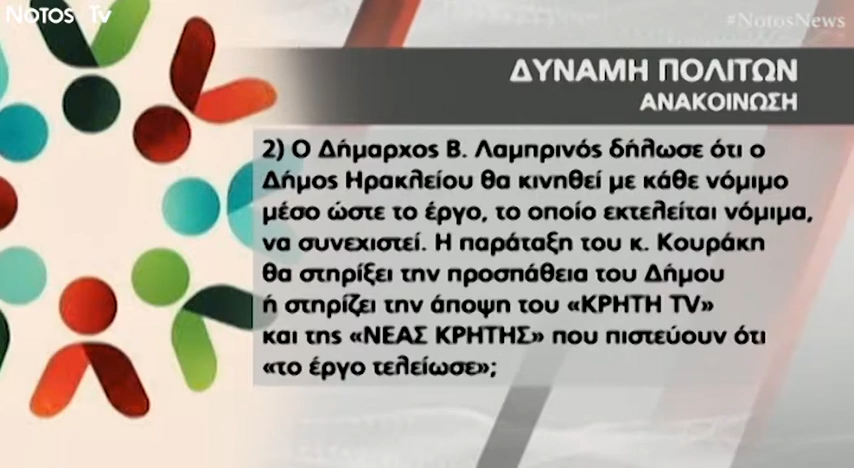 NOTOS TV
#NotosNews
ΔΥΝΑΜΗ ΠΟΛΙΤΩΝ
ΑΝΑΚΟΙΝΩΣΗ
2) Ο Δήμαρχος Β. Λαμπρινός δήλωσε ότι ο
Δήμος Ηρακλείου θα κινηθεί με κάθε νόμιμο
μέσο ώστε το έργο, το οποίο εκτελείται νόμιμα,
να συνεχιστεί. Η παράταξη του κ. Κουράκη
θα στηρίξει την προσπάθεια του Δήμου
ή στηρίζει την άποψη του «ΚΡΗΤΗ TV»
και της «ΝΕΑΣ ΚΡΗΤΗΣ» που πιστεύουν ότι
«το έργο τελείωσε»;